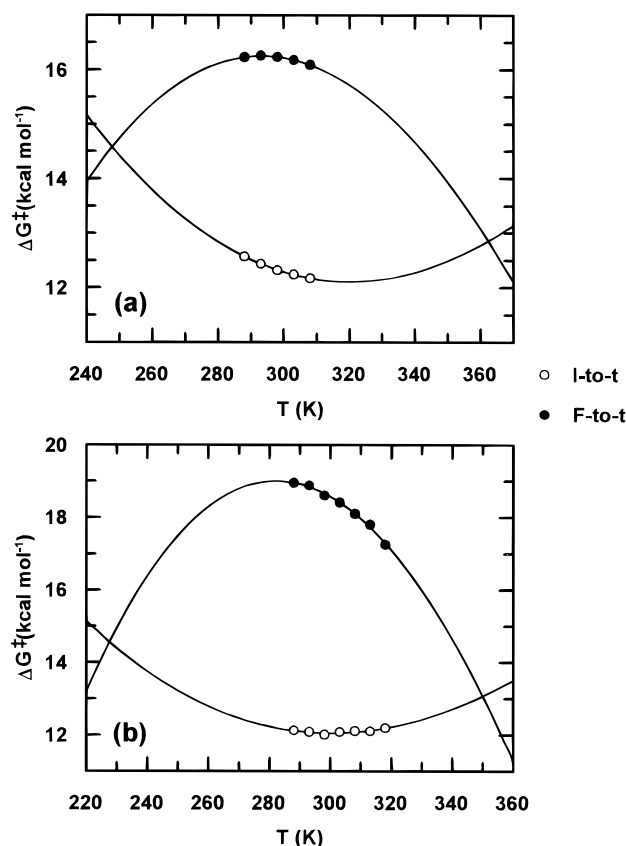 16
14
12
ΔG‡(kcal mol⁻¹)
(a)
240 260 280 300 320 340 360
T (K)
I-to-t
F-to-t
20
18
16
14
12
ΔG‡(kcal mol⁻¹)
(b)
220 240 260 280 300 320 340 360
T (K)